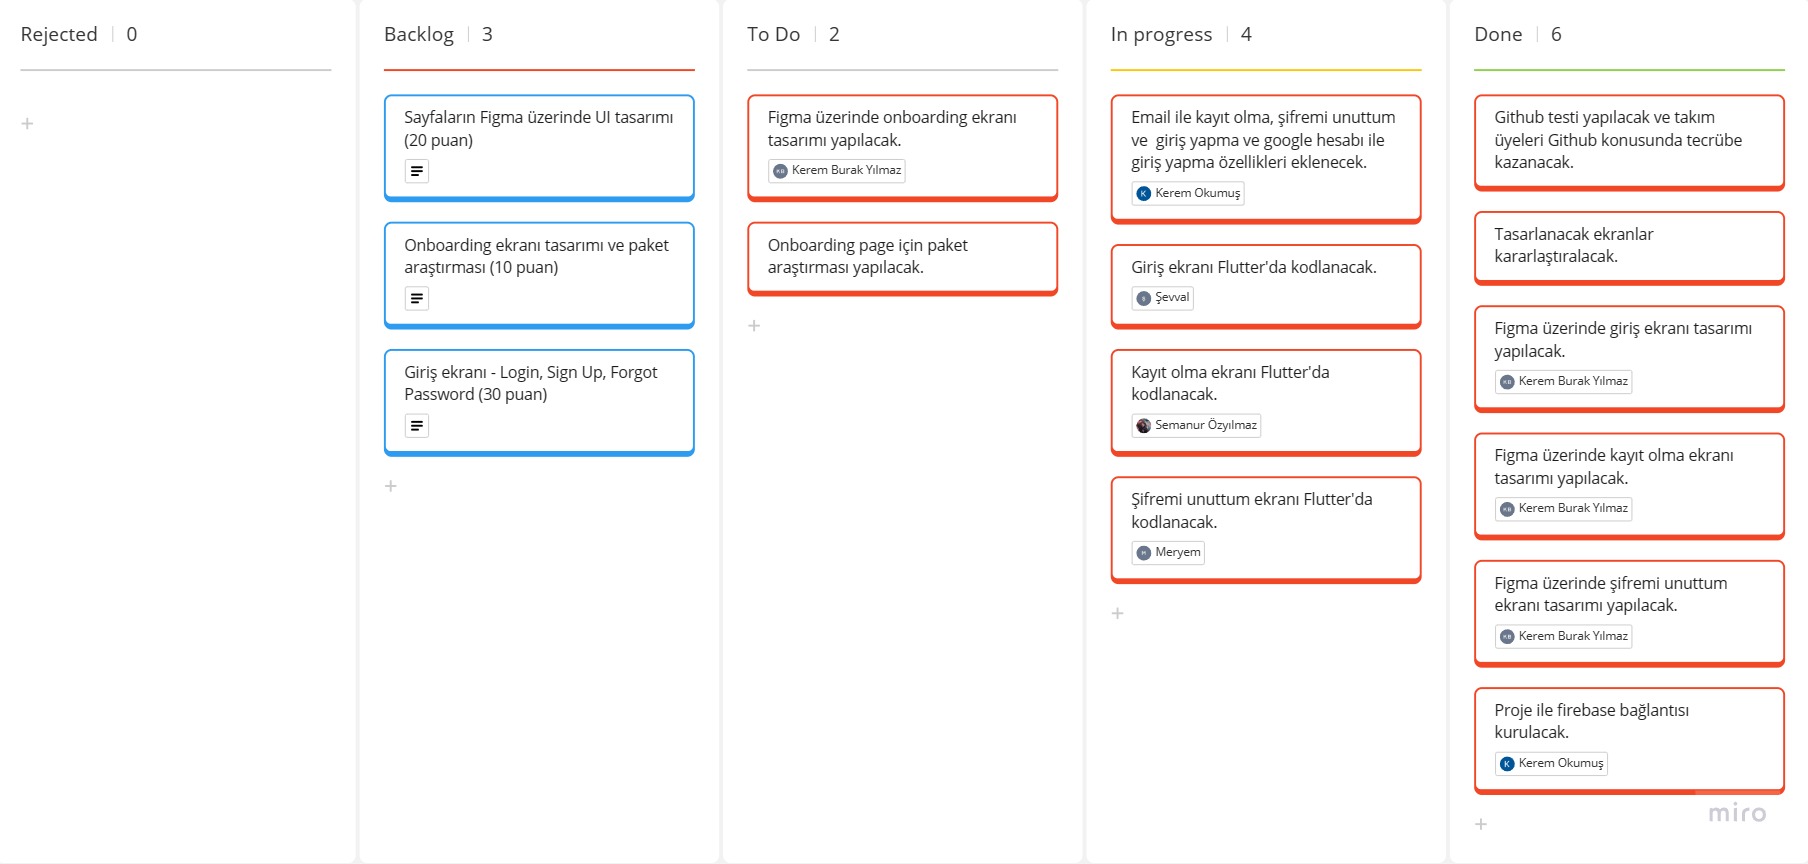 Rejected | 0
Backlog | 3
Sayfaların Figma üzerinde UI tasarımı
(20 puan)
Onboarding ekranı tasarımı ve paket
araştırması (10 puan)
Giriş ekranı - Login, Sign Up, Forgot
Password (30 puan)
To Do | 2
Figma üzerinde onboarding ekranı
tasarımı yapılacak.
Kerem Burak Yılmaz
Onboarding page için paket
araştırması yapılacak.
In progress | 4
Email ile kayıt olma, şifremi unuttum
ve  giriş yapma ve google hesabı ile
giriş yapma özellikleri eklenecek.
K Kerem Okumuş
Giriş ekranı Flutter'da kodlanacak.
Şevval
Kayıt olma ekranı Flutter'da
kodlanacak.
Semanur Özyılmaz
Şifremi unuttum ekranı Flutter'da
kodlanacak.
Meryem
Done | 6
Github testi yapılacak ve takım
üyeleri Github konusunda tecrübe
kazanacak.
Tasarlanacak ekranlar
kararlaştıralacak.
Figma üzerinde giriş ekranı tasarımı
yapılacak.
Kerem Burak Yılmaz
Figma üzerinde kayıt olma ekranı
tasarımı yapılacak.
Kerem Burak Yılmaz
Figma üzerinde şifremi unuttum
ekranı tasarımı yapılacak.
Kerem Burak Yılmaz
Proje ile firebase bağlantısı
kurulacak.
K Kerem Okumuş
miro